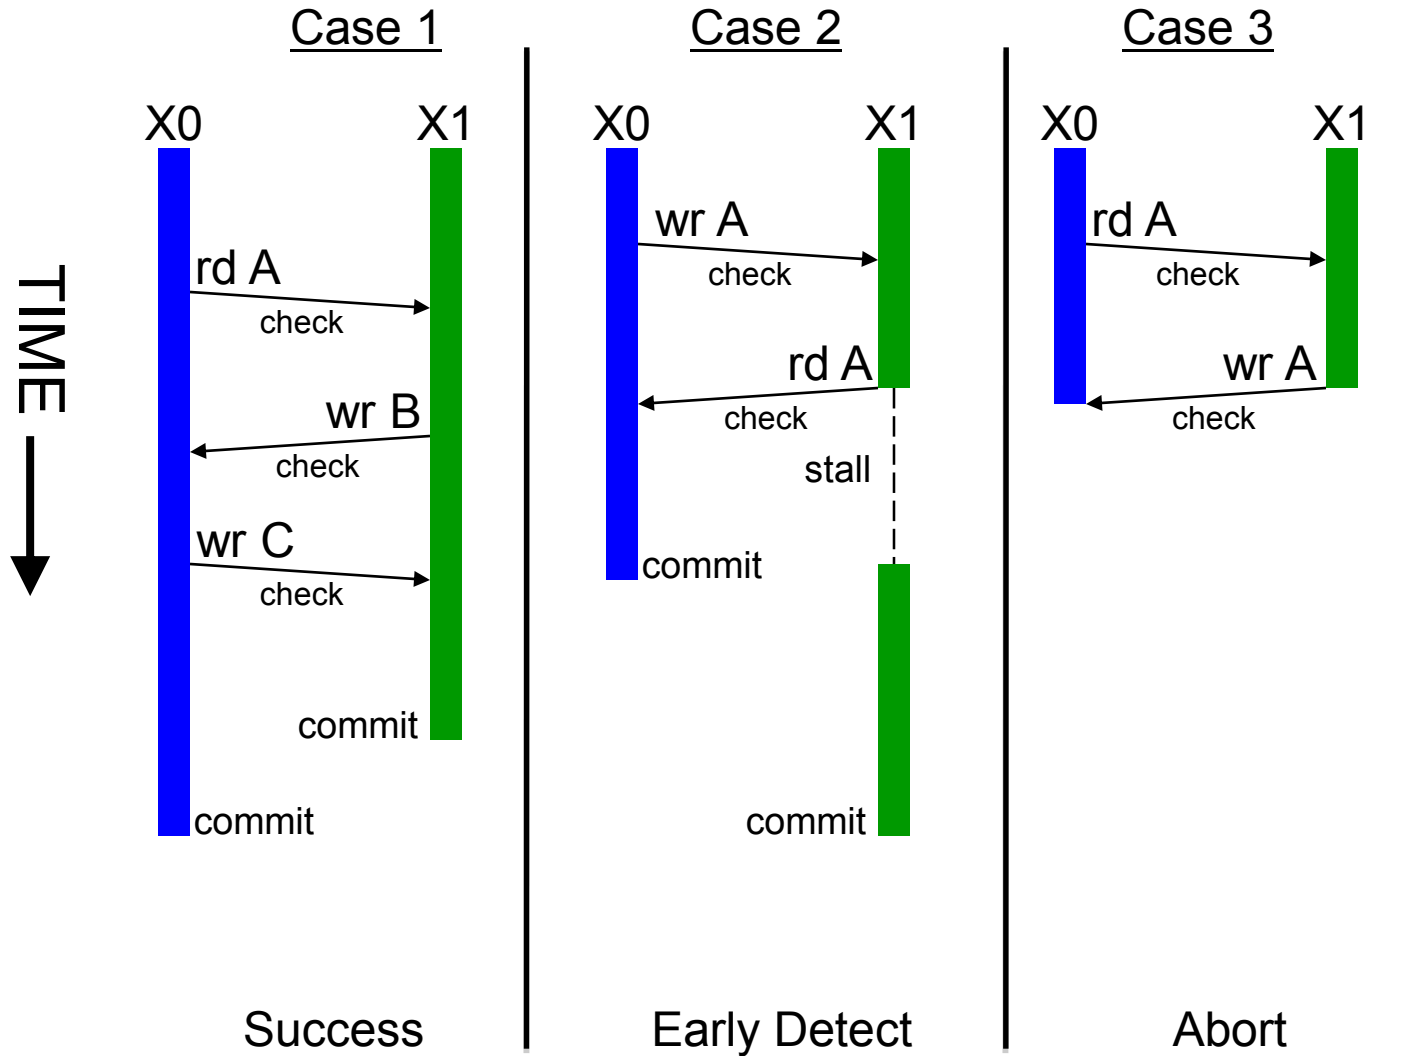 Case 1
Case 2
Case 3
X0
X1
X0
X1
X0
X1
TIME
rd A
check
wr B
check
wr C
check
commit
commit
wr A
check
rd A
check
stall
commit
commit
rd A
check
wr A
check
Success
Early Detect
Abort